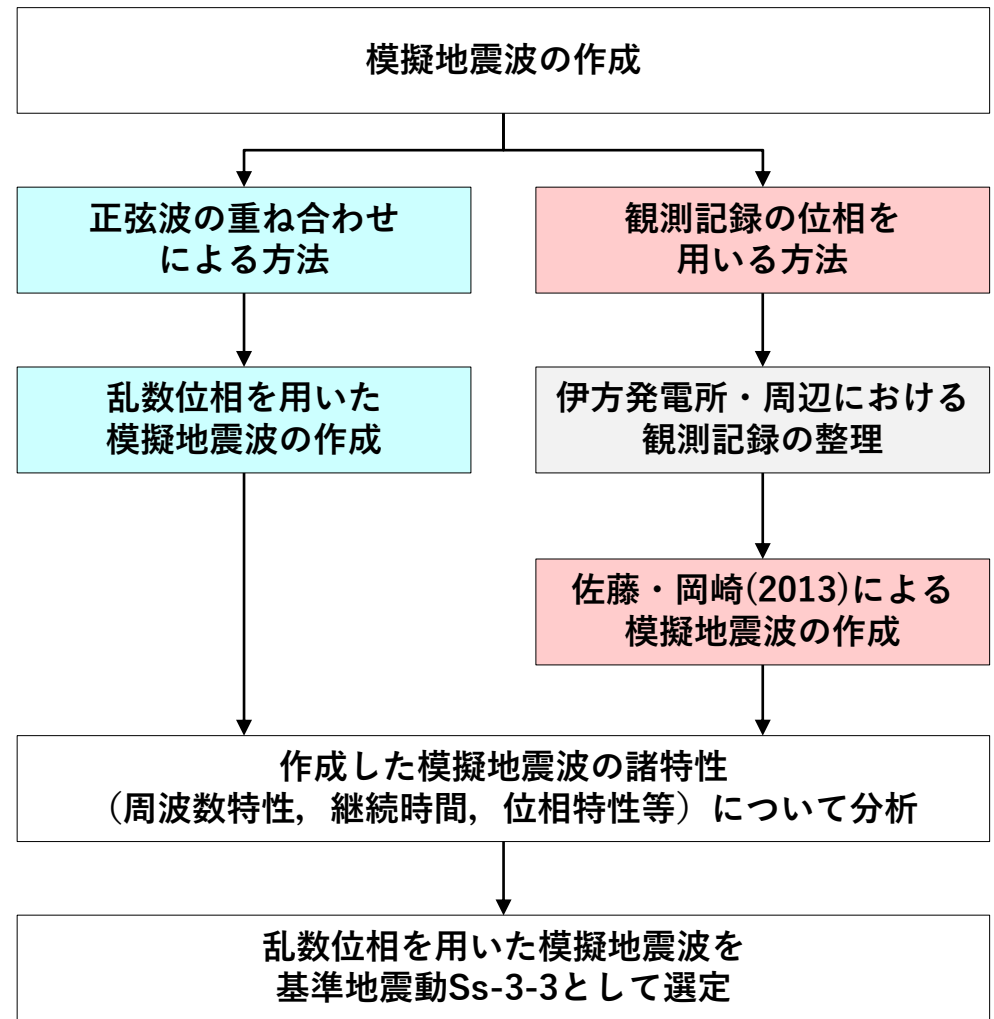 模擬地震波の作成
正弦波の重ね合わせ
による方法
観測記録の位相を
用いる方法
乱数位相を用いた
模擬地震波の作成
伊方発電所・周辺における
観測記録の整理
佐藤・岡崎(2013)による
模擬地震波の作成
作成した模擬地震波の諸特性
（周波数特性，継続時間，位相特性等）について分析
乱数位相を用いた模擬地震波を
基準地震動Ss-3-3として選定